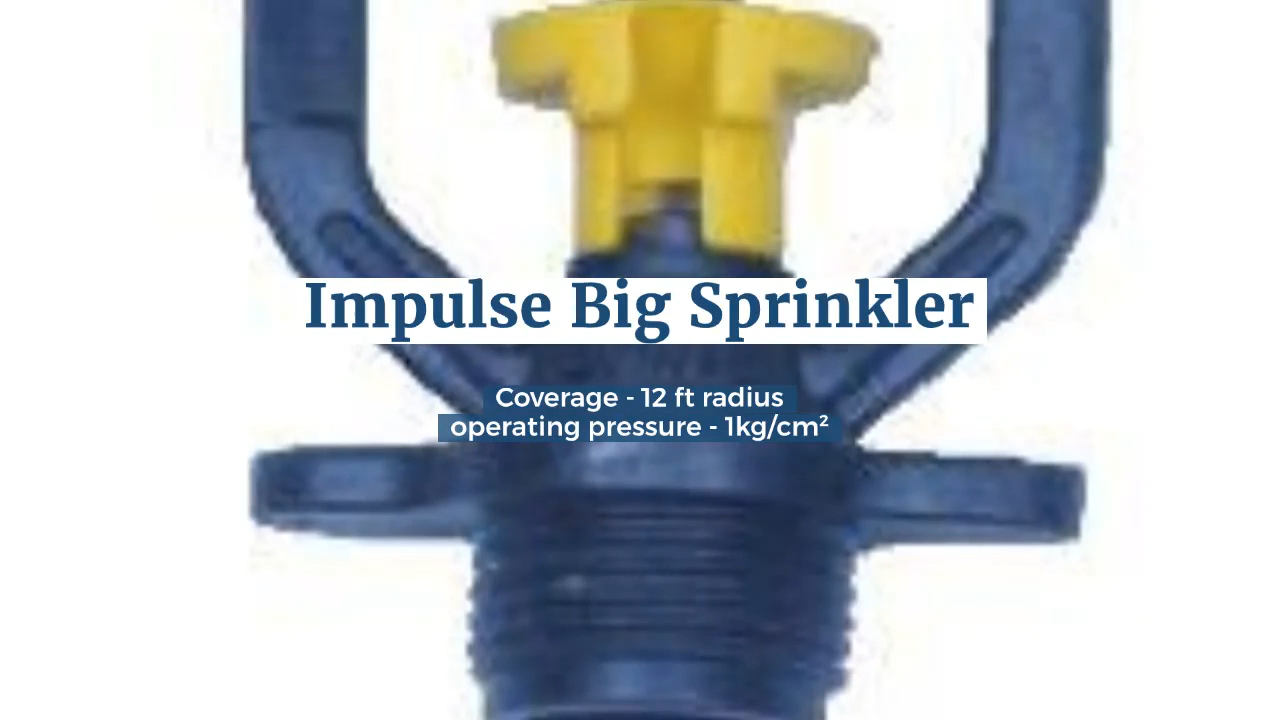 Impulse Big Sprinkler
Coverage - 12 ft radius
operating pressure - 1kg/cm²